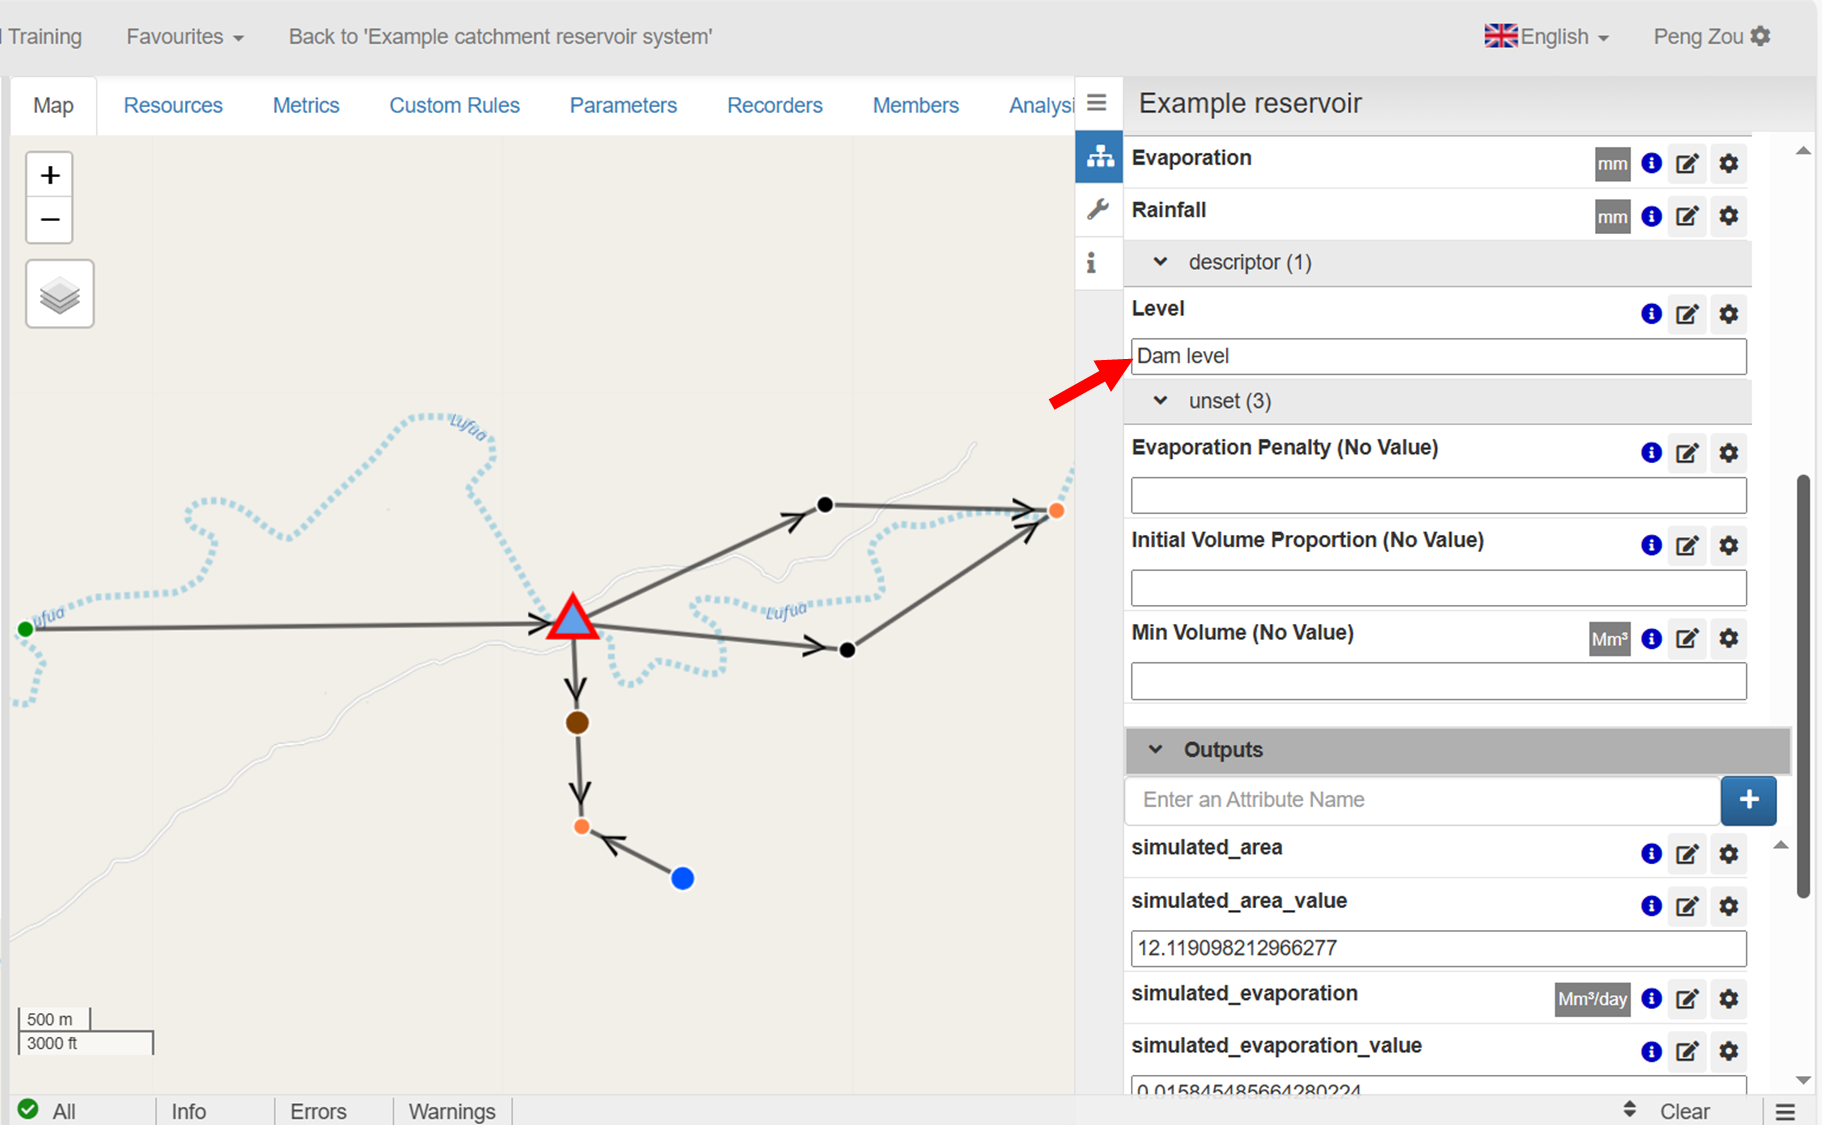 Training
Favourites
Back to 'Example catchment reservoir system'
English
Peng Zou
Map
Resources
Metrics
Custom Rules
Parameters
Recorders
Members
Analysi
Example reservoir
Evaporation
mm
Rainfall
mm
descriptor (1)
Level
Dam level
unset (3)
Evaporation Penalty (No Value)
Initial Volume Proportion (No Value)
Min Volume (No Value)
Mm³
Outputs
Enter an Attribute Name
simulated_area
simulated_area_value
12.119098212966277
simulated_evaporation
Mm³/day
simulated_evaporation_value
0.015845485664280224
+
−
Lufua
ufua
Lufua
500 m
3000 ft
All
Info
Errors
Warnings
Clear